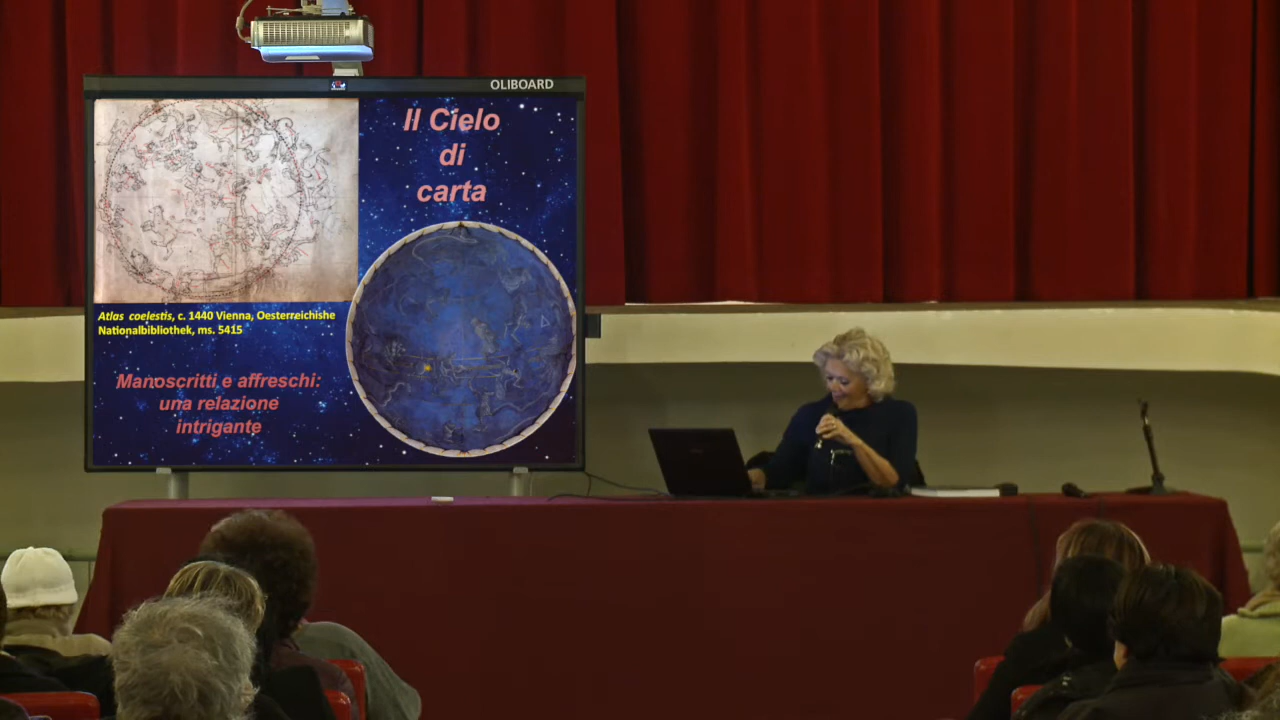 OLIBOARD
Il Cielo
di
carta
Atlas coelestis, c. 1440 Vienna, Oesterreichishe
Nationalbibliothek, ms. 5415
Manoscritti e affreschi:
una relazione
intrigante